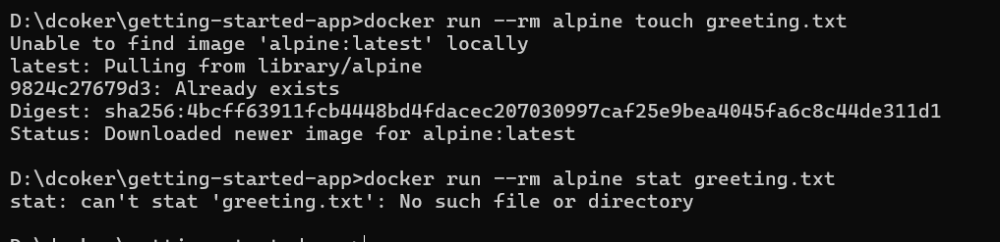 D:\dcoker\getting-started-app>docker run --rm alpine touch greeting.txt
Unable to find image 'alpine:latest' locally
latest: Pulling from library/alpine
9824c27679d3: Already exists
Digest: sha256:4bcff63911fcb4448bd4fdacec207030997caf25e9bea4045fa6c8c44de311d1
Status: Downloaded newer image for alpine:latest
D:\dcoker\getting-started-app>docker run --rm alpine stat greeting.txt
stat: can't stat 'greeting.txt': No such file or directory